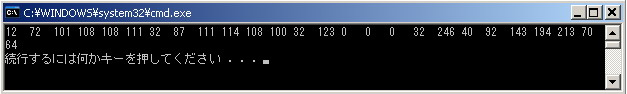 C:¥WINDOWS¥system32¥cmd.exe
12 72 101 108 108 111 32 87 111 114 108 100 32 123 0 0 0 32 246 40 92 143 194 213 70
64
続行するには何かキーを押してください . . .